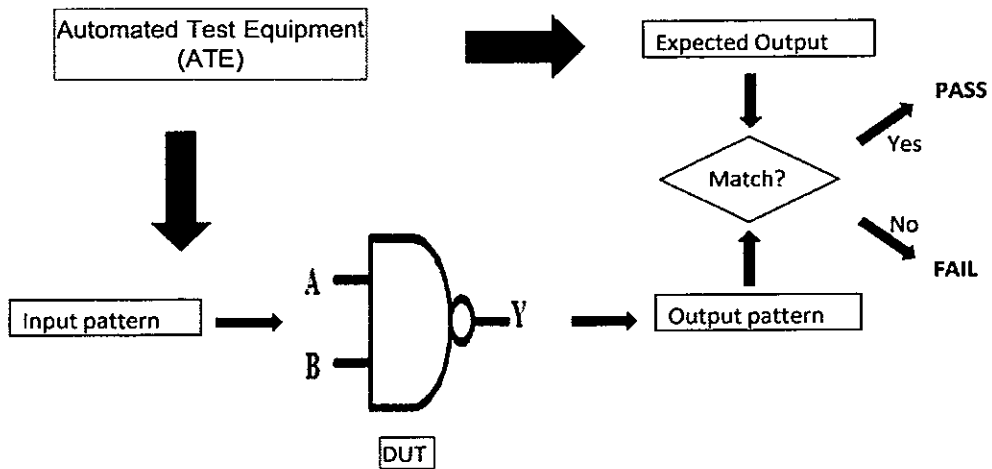 Automated Test Equipment
(ATE)
Expected Output
PASS
Yes
Match?
No
FAIL
A
Input pattern
Y
Output pattern
B
DUT